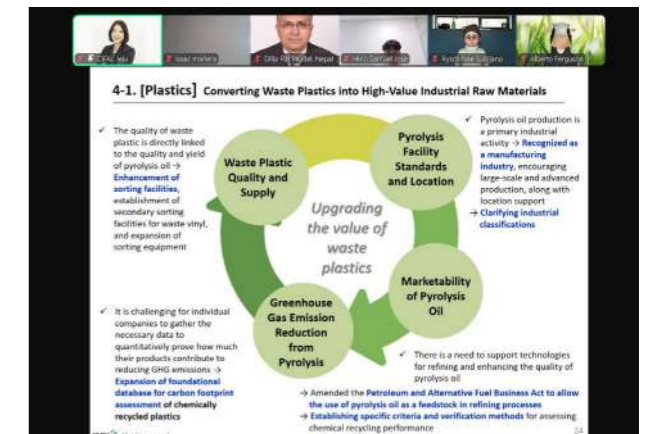 CIFAL Jeju
Isaac mariera
4-1. [Plastics] Converting Waste Plastics into High-Value Industrial Raw Materials
✓ The quality of waste
plastic is directly linked
to the quality and yield
of pyrolysis oil →
Enhancement of
sorting facilities,
establishment of
secondary sorting
facilities for waste vinyl,
and expansion of
sorting equipment
Waste Plastic
Quality and
Supply
Pyrolysis
Facility
Standards
and Location
✓ Pyrolysis oil production is
a primary industrial
activity → Recognized as
a manufacturing
industry, encouraging
large-scale and advanced
production, along with
location support
→ Clarifying industrial
classifications
Upgrading
the value of
waste
plastics
Marketability
of Pyrolysis
Oil
Greenhouse
Gas Emission
Reduction
from
Pyrolysis
✓ It is challenging for individual
companies to gather the
necessary data to
quantitatively prove how much
their products contribute to
reducing GHG emissions →
Expansion of foundational
database for carbon footprint
assessment of chemically
recycled plastics
✓ There is a need to support technologies
for refining and enhancing the quality of
pyrolysis oil
→ Amended the Petroleum and Alternative Fuel Business Act to allow
the use of pyrolysis oil as a feedstock in refining processes
→ Establishing specific criteria and verification methods for assessing
chemical recycling performance
24